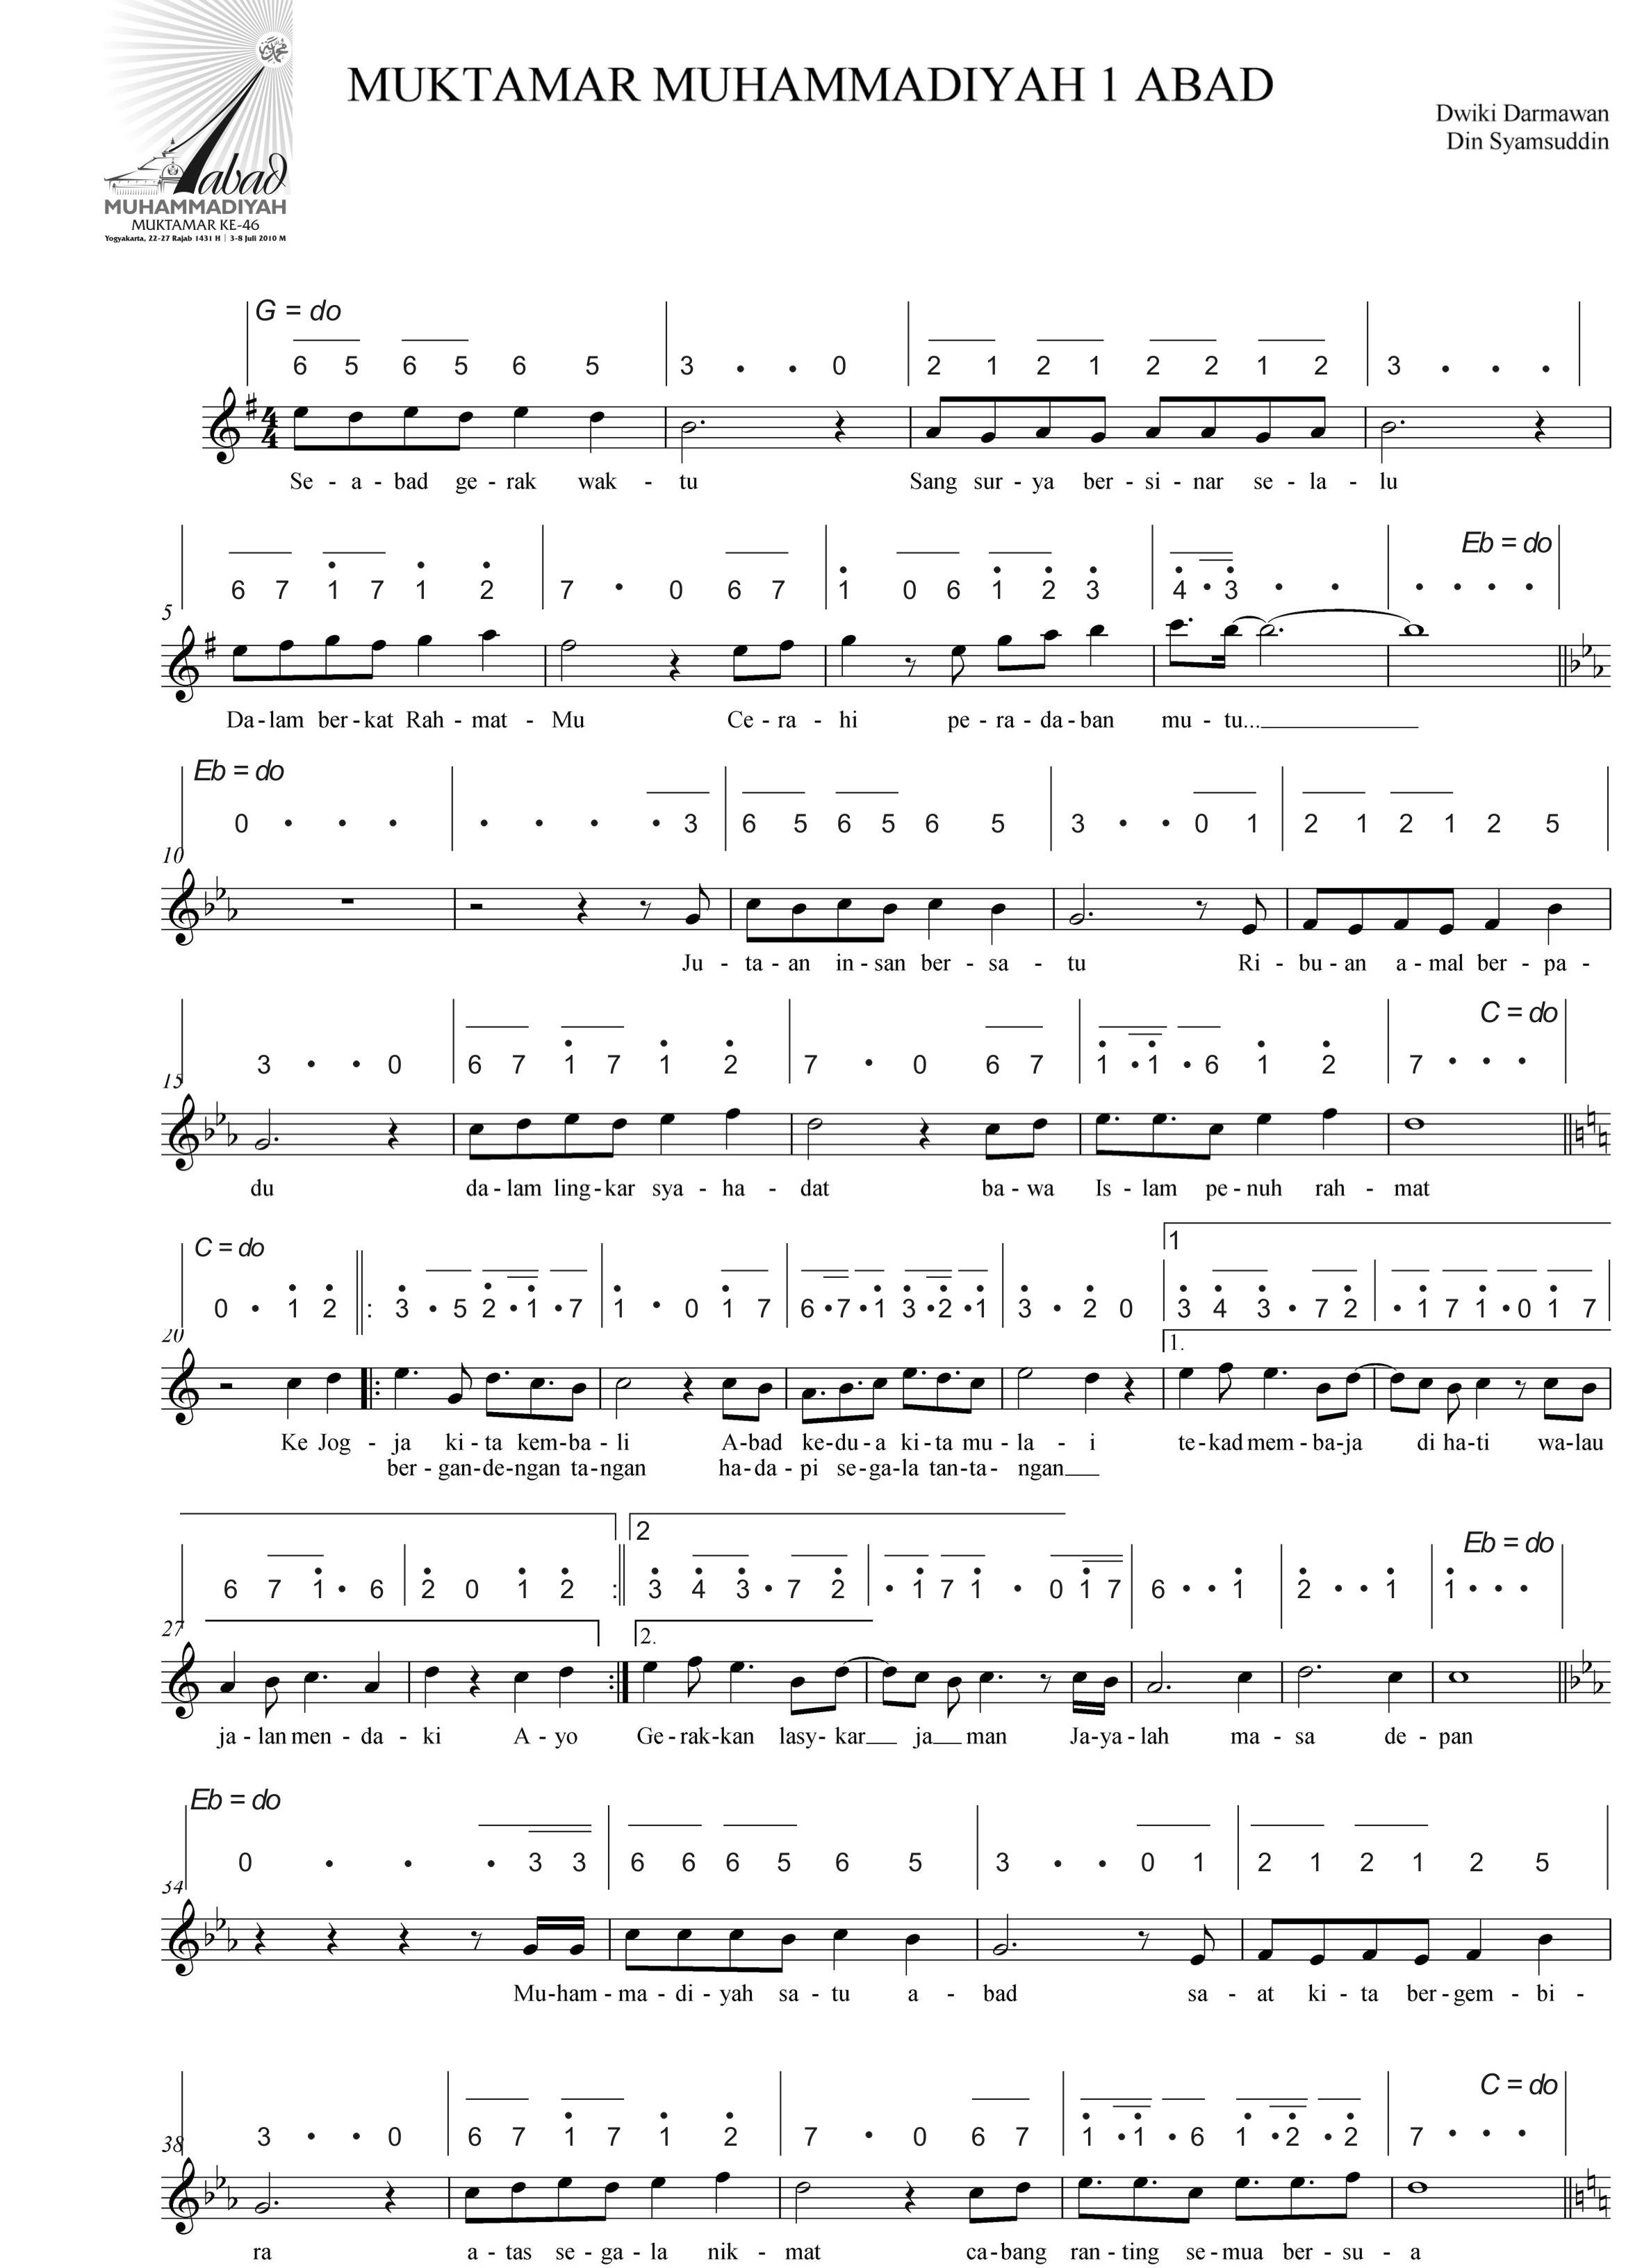 MUKTAMAR MUHAMMADIYAH 1 ABAD
Dwiki Darmawan
Din Syamsuddin
1 abad
MUHAMMADIYAH
MUKTAMAR KE-46
Yogyakarta, 22-27 Rajab 1431 H | 3-8 Juli 2010 M
G = do
6 5 6 5 6 5 | 3 • • 0 | 2 1 2 1 2 2 1 2 | 3 • • •
4/4
Se - a - bad ge - rak wak - tu Sang sur - ya ber - si - nar se - la - lu
Eb = do
6 7 1 7 1 2 | 7 • 0 6 7 | 1 0 6 1 2 3 | 4 • 3 • • | • • • •
5
Da - lam ber - kat Rah - mat - Mu Ce - ra - hi pe - ra - da - ban mu - tu...
Eb = do
0 • • • | • • • • 3 | 6 5 6 5 6 5 | 3 • • 0 1 | 2 1 2 1 2 5
10
Ju - ta - an in - san ber - sa - tu Ri - bu - an a - mal ber - pa -
C = do
3 • • 0 | 6 7 1 7 1 2 | 7 • 0 6 7 | 1 • 1 • 6 1 2 | 7 • • •
15
du da - lam ling - kar sya - ha - dat ba - wa Is - lam pe - nuh rah - mat
C = do
1
0 • 1 2 ||: 3 • 5 2 • 1 • 7 | 1 • 0 1 7 | 6 • 7 • 1 3 • 2 • 1 | 3 • 2 0 | 3 4 3 • 7 2 | • 1 7 1 • 0 1 7
20
1.
Ke Jog - ja ki - ta kem - ba - li A - bad ke - du - a ki - ta mu - la - i te - kad mem - ba - ja di ha - ti wa - lau
ber - gan - de - ngan ta - ngan ha - da - pi se - ga - la tan - ta - ngan
2
Eb = do
6 7 1 • 6 | 2 0 1 2 :|| 3 4 3 • 7 2 | • 1 7 1 • 0 1 7 | 6 • • 1 | 2 • • 1 | 1 • • •
27
2.
ja - lan men - da - ki A - yo Ge - rak - kan lasy - kar ja man Ja - ya - lah ma - sa de - pan
Eb = do
0 • • • 3 3 | 6 6 6 5 6 5 | 3 • • 0 1 | 2 1 2 1 2 5
34
Mu - ham - ma - di - yah sa - tu a - bad sa - at ki - ta ber - gem - bi -
C = do
3 • • 0 | 6 7 1 7 1 2 | 7 • 0 6 7 | 1 • 1 • 6 1 • 2 • 2 | 7 • • •
38
ra a - tas se - ga - la nik - mat ca - bang ran - ting se - mua ber - su - a